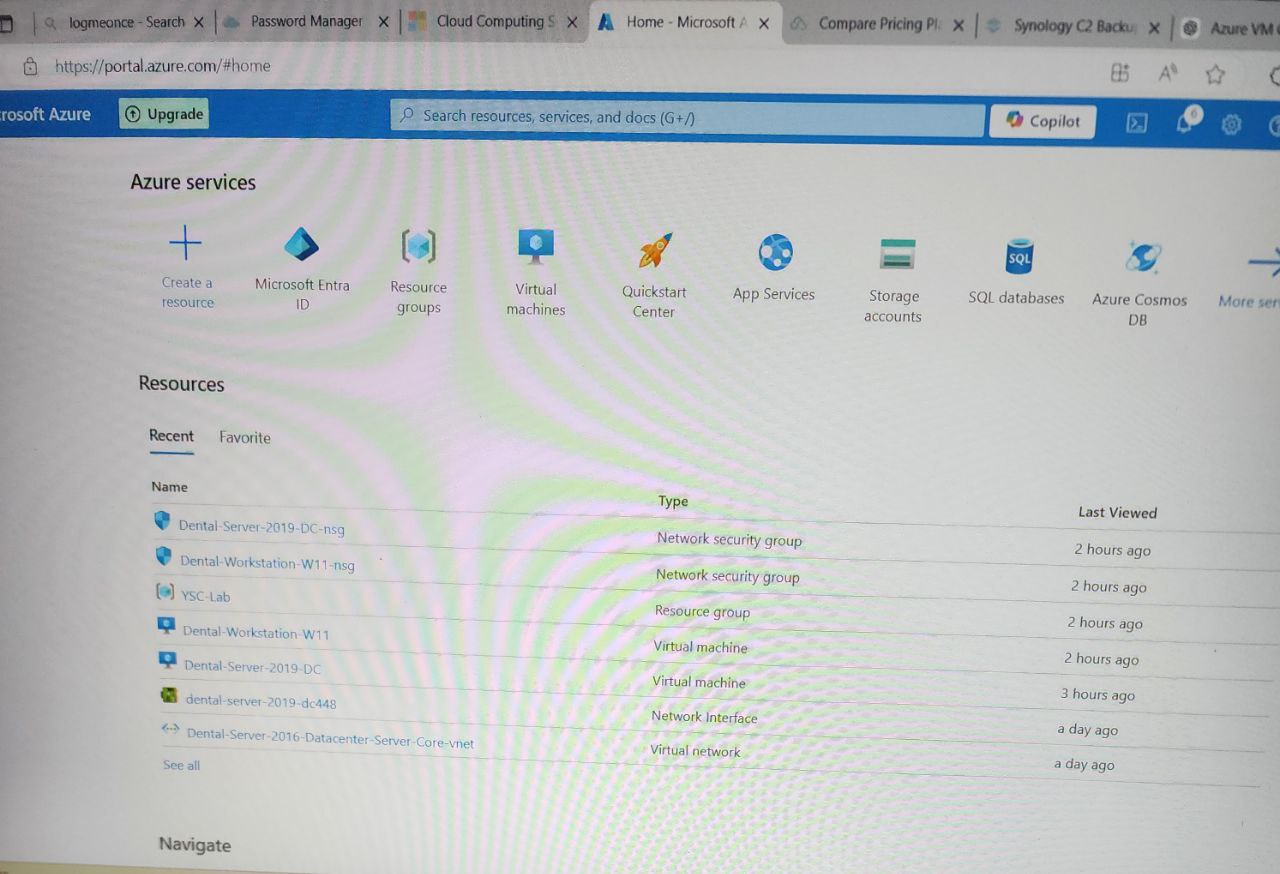 logmeonce - Search
Password Manager
Cloud Computing S
Home - Microsoft A
Compare Pricing Pl
Synology C2 Backu
Azure VM
https://portal.azure.com/#home
rosoft Azure
Upgrade
Search resources, services, and docs (G+/)
Copilot
Azure services
Create a resource
Microsoft Entra ID
Resource groups
Virtual machines
Quickstart Center
App Services
Storage accounts
SQL
SQL databases
Azure Cosmos DB
More ser
Resources
Recent Favorite
Name Type Last Viewed
Dental-Server-2019-DC-nsg Network security group 2 hours ago
Dental-Workstation-W11-nsg Network security group 2 hours ago
YSC-Lab Resource group 2 hours ago
Dental-Workstation-W11 Virtual machine 2 hours ago
Dental-Server-2019-DC Virtual machine 3 hours ago
dental-server-2019-dc448 Network Interface a day ago
Dental-Server-2016-Datacenter-Server-Core-vnet Virtual network a day ago
See all
Navigate